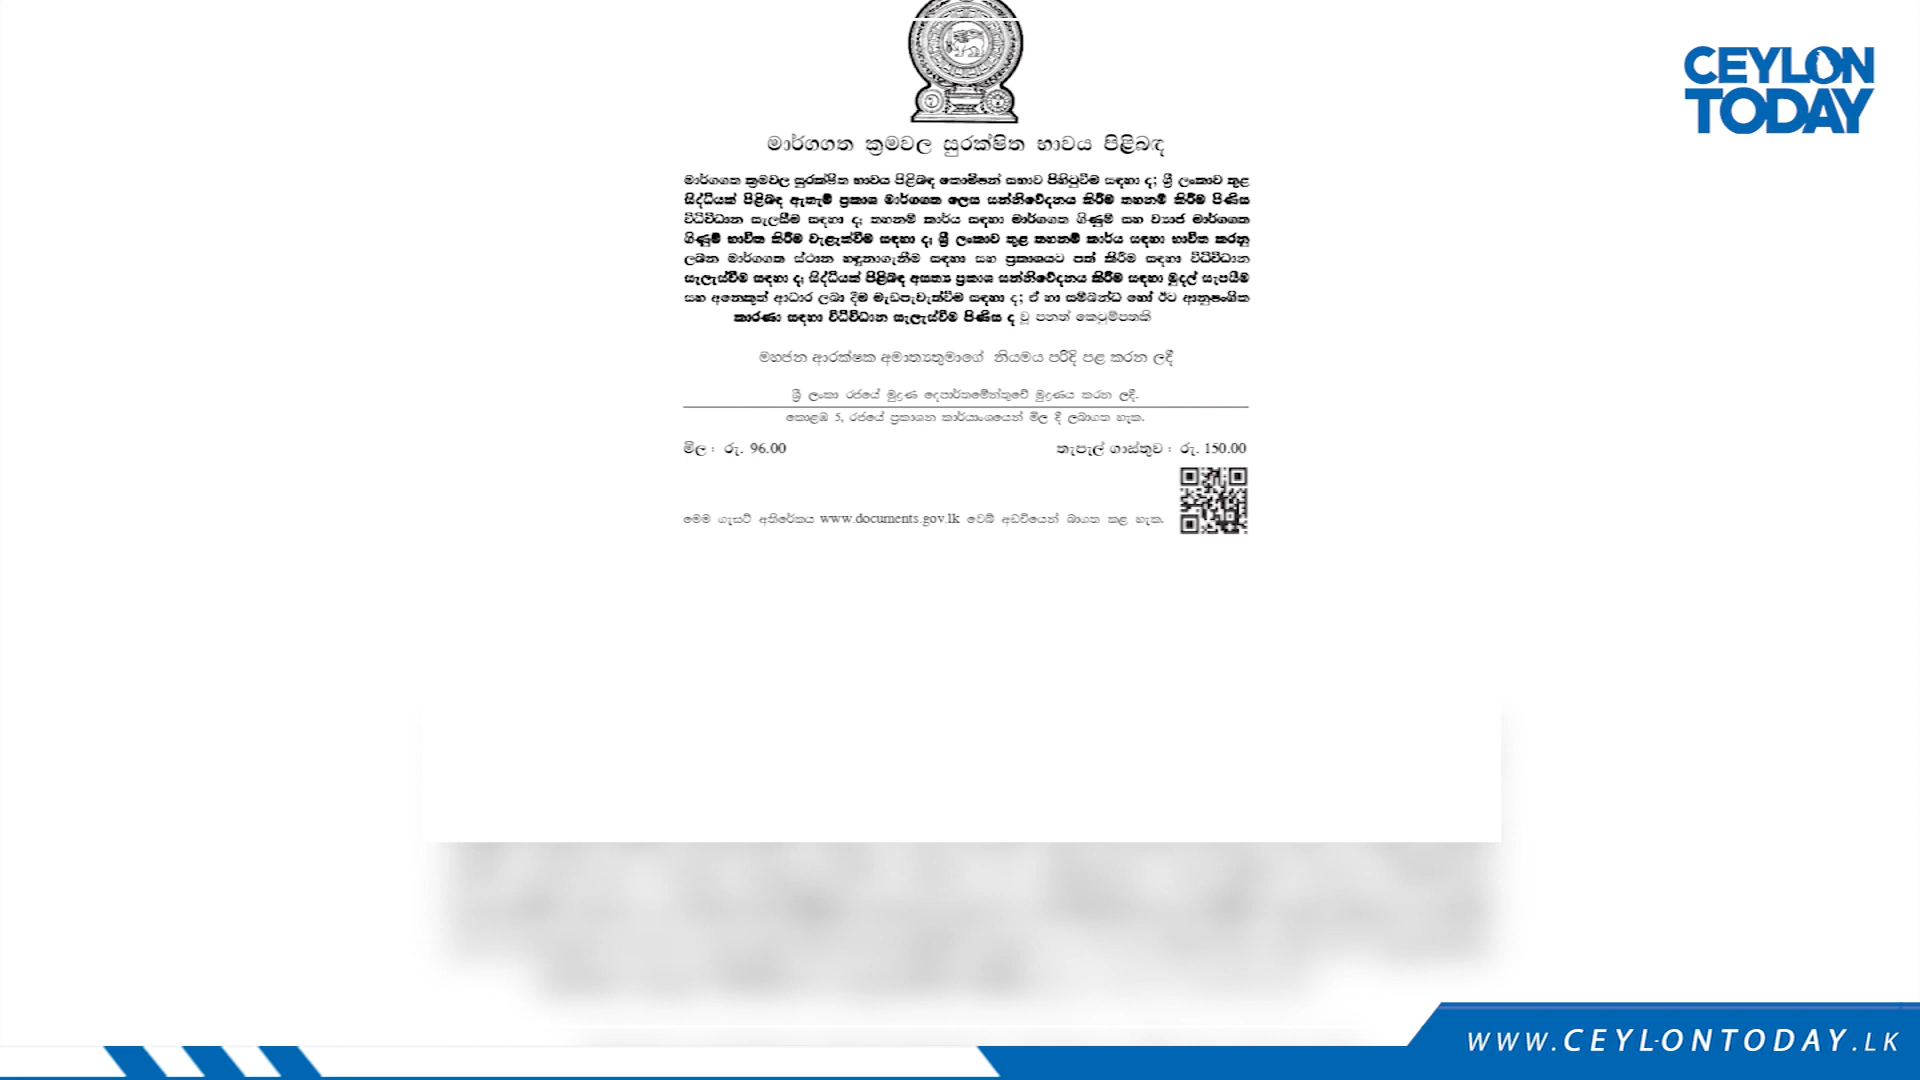 CEYLON
TODAY
මාර්ගගත ක්‍රමවල සුරක්ෂිත භාවය පිළිබඳ
මාර්ගගත ක්‍රමවල සුරක්ෂිත භාවය පිළිබඳ කොමිෂන් සභාව පිහිටුවීම සඳහා ද; ශ්‍රී ලංකාව තුළ
සිද්ධියක් පිළිබඳ ඇතැම් ප්‍රකාශ මාර්ගගත ලෙස සන්නිවේදනය කිරීම තහනම් කිරීම පිණිස
විධිවිධාන සැලසීම සඳහා ද; තහනම් කාර්ය සඳහා මාර්ගගත ගිණුම් සහ ව්‍යාජ මාර්ගගත
ගිණුම් භාවිත කිරීම වැළැක්වීම සඳහා ද; ශ්‍රී ලංකාව තුළ තහනම් කාර්ය සඳහා භාවිත කරනු
ලබන මාර්ගගත ස්ථාන හඳුනාගැනීම සඳහා සහ ප්‍රකාශයට පත් කිරීම සඳහා විධිවිධාන
සැලැස්වීම සඳහා ද; සිද්ධියක් පිළිබඳ අසත්‍ය ප්‍රකාශ සන්නිවේදනය කිරීම සඳහා මුදල් සැපයීම
සහ අනෙකුත් ආධාර ලබා දීම මැඩපැවැත්වීම සඳහා ද; ඒ හා සම්බන්ධ හෝ ඊට ආනුෂංගික
කාරණා සඳහා විධිවිධාන සැලැස්වීම පිණිස ද වූ පනත් කෙටුම්පතකි
මහජන ආරක්ෂක අමාත්‍යතුමාගේ නියමය පරිදි පළ කරන ලදී
ශ්‍රී ලංකා රජයේ මුද්‍රණ දෙපාර්තමේන්තුවේ මුද්‍රණය කරන ලදී.
කොළඹ 5, රජයේ ප්‍රකාශන කාර්යාංශයෙන් මිල දී ලබාගත හැක.
මිල : රු. 96.00 තැපැල් ගාස්තුව : රු. 150.00
මෙම ගැසට් අතිරේකය www.documents.gov.lk වෙබ් අඩවියෙන් බාගත කළ හැක.
WWW.CEYLONTODAY.LK